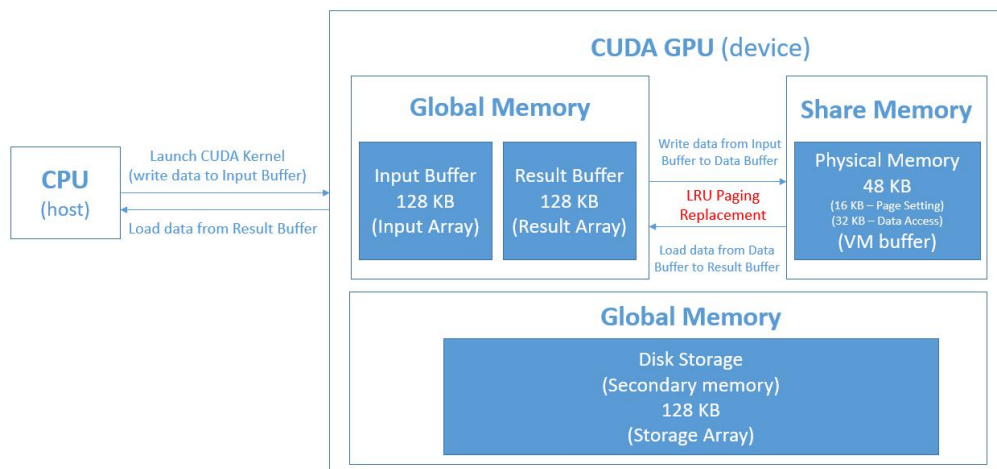 CUDA GPU (device)
Global Memory
Share Memory
CPU
(host)
Launch CUDA Kernel
(write data to Input Buffer)
Load data from Result Buffer
Input Buffer
128 KB
(Input Array)
Result Buffer
128 KB
(Result Array)
Write data from Input
Buffer to Data Buffer
LRU Paging
Replacement
Load data from Data
Buffer to Result Buffer
Physical Memory
48 KB
(16 KB – Page Setting)
(32 KB – Data Access)
(VM buffer)
Global Memory
Disk Storage
(Secondary memory)
128 KB
(Storage Array)